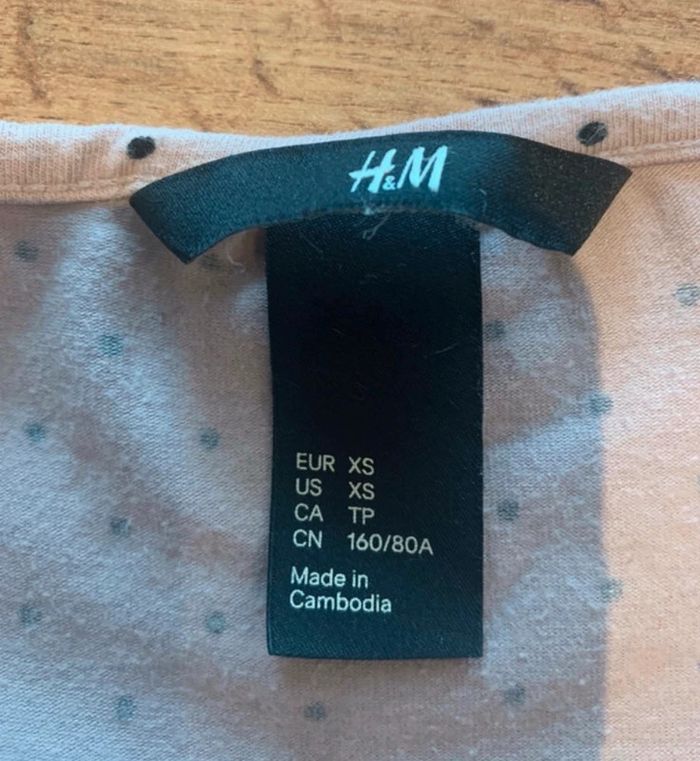 H&M
EUR XS
US XS
CA TP
CN 160/80A
Made in
Cambodia